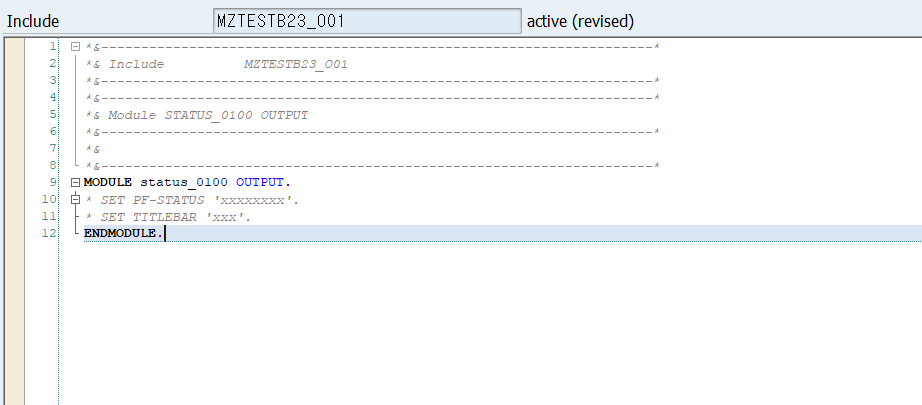 Include MZTESTB23_O01 active (revised)
1 *&---------------------------------------------------------------------*
2 *& Include          MZTESTB23_O01
3 *&---------------------------------------------------------------------*
4 *&---------------------------------------------------------------------*
5 *& Module STATUS_0100 OUTPUT
6 *&---------------------------------------------------------------------*
7 *&
8 *&---------------------------------------------------------------------*
9 MODULE status_0100 OUTPUT.
10 * SET PF-STATUS 'xxxxxxxx'.
11 * SET TITLEBAR 'xxx'.
12 ENDMODULE.